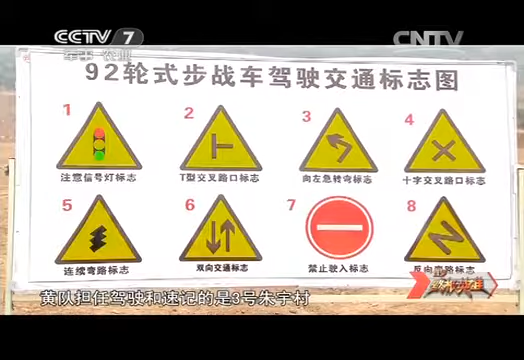 CCTV 7
军事·农业
CNTV
92轮式步战车驾驶交通标志图
1
2
3
4
注意信号灯标志
T型交叉路口标志
向左急转弯标志
十字交叉路口标志
5
6
7
8
连续弯路标志
双向交通标志
禁止驶入标志
反向弯路标志
黄队担任驾驶和速记的是3号朱宇村